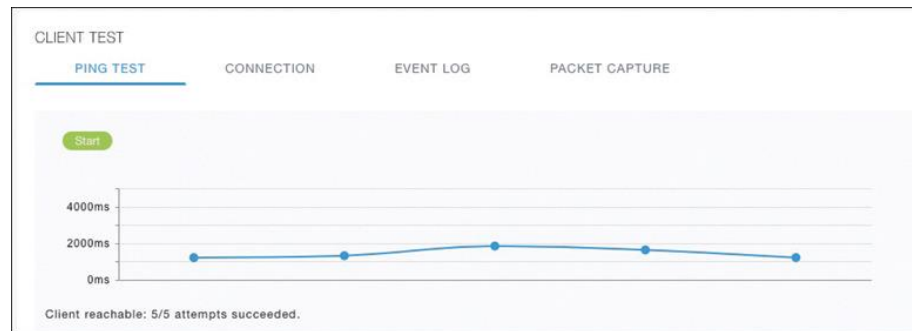 CLIENT TEST
PING TEST CONNECTION EVENT LOG PACKET CAPTURE
Start
4000ms
2000ms
0ms
Client reachable: 5/5 attempts succeeded.